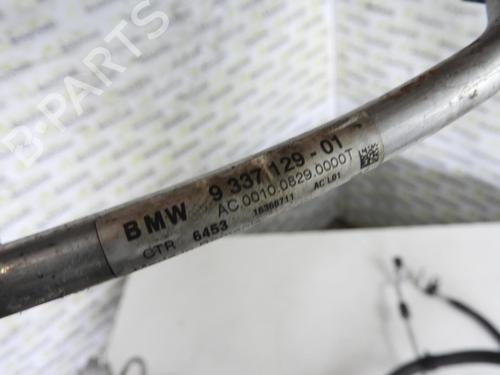 BMW 9 337 129-01
AC.0010.0829.0000T
CTR 6453 16366711 AC L01
B-PARTS